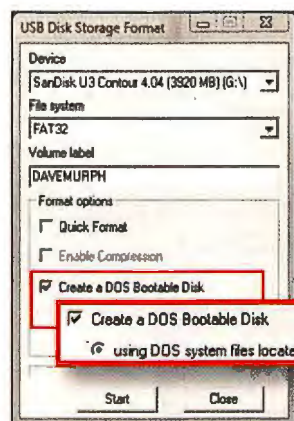 USB Disk Storage Format
Device
SanDisk U3 Contour 4.04 (3920 MB) (G:\)
File system
FAT32
Volume label
DAVEMURPH
Format options
Quick Format
Enable Compression
Create a DOS Bootable Disk
Create a DOS Bootable Disk
using DOS system files locate
Start
Close